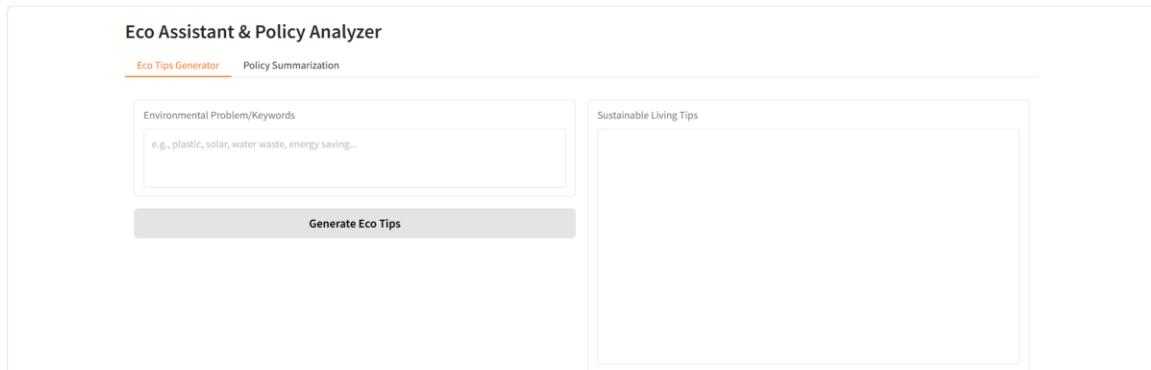 Eco Assistant & Policy Analyzer
Eco Tips Generator Policy Summarization
Environmental Problem/Keywords
e.g., plastic, solar, water waste, energy saving...
Generate Eco Tips
Sustainable Living Tips